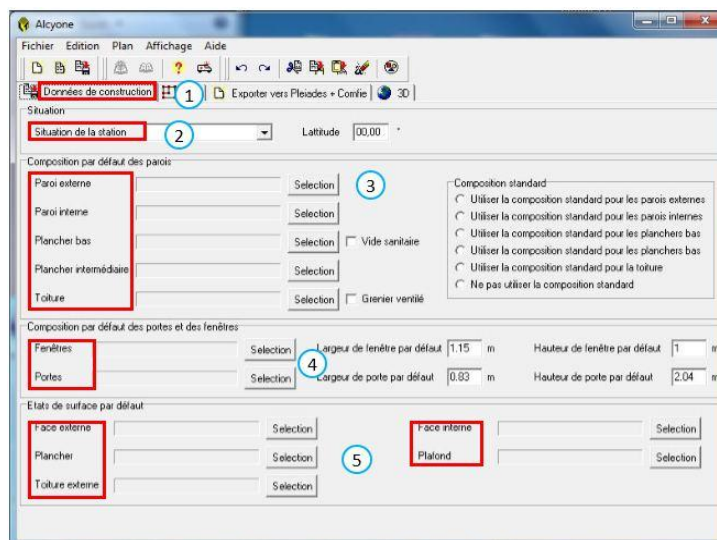 Alcyone
Fichier Edition Plan Affichage Aide
Données de construction 1 Exporter vers Pleiades + Comfie 3D
Situation
Situation de la station 2 Lattitude 00,00 °
Composition par défaut des parois
Paroi externe Selection 3
Paroi interne Selection
Plancher bas Selection Vide sanitaire
Plancher intermédiaire Selection
Toiture Selection Grenier ventilé
Composition standard
Utiliser la composition standard pour les parois externes
Utiliser la composition standard pour les parois internes
Utiliser la composition standard pour les planchers bas
Utiliser la composition standard pour les planchers bas
Utiliser la composition standard pour la toiture
Ne pas utiliser la composition standard
Composition par défaut des portes et des fenêtres
Fenêtres Selection Largeur de fenêtre par défaut 1.15 m Hauteur de fenêtre par défaut 1 m
4
Portes Selection Largeur de porte par défaut 0.83 m Hauteur de porte par défaut 2.04 m
Etats de surface par défaut
Face externe Selection Face interne Selection
Plancher Selection 5 Plafond Selection
Toiture externe Selection